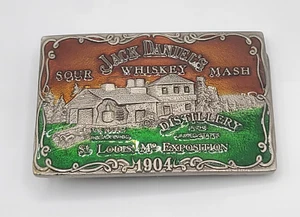 JACK DANIEL'S
SOUR WHISKEY MASH
DISTILLERY
St. Louis, Mo. EXPOSITION
1904